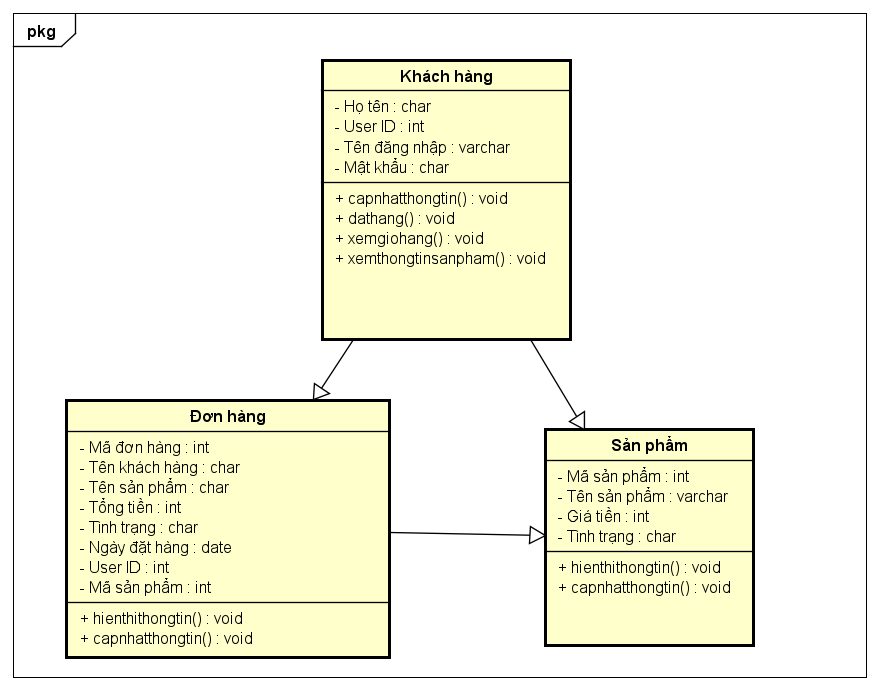 pkg
Khách hàng
- Họ tên : char
- User ID : int
- Tên đăng nhập : varchar
- Mật khẩu : char
+ capnhatthongtin() : void
+ dathang() : void
+ xemgiohang() : void
+ xemthongtinsanpham() : void
Đơn hàng
- Mã đơn hàng : int
- Tên khách hàng : char
- Tên sản phẩm : char
- Tổng tiền : int
- Tình trạng : char
- Ngày đặt hàng : date
- User ID : int
- Mã sản phẩm : int
+ hienthithongtin() : void
+ capnhatthongtin() : void
Sản phẩm
- Mã sản phẩm : int
- Tên sản phẩm : varchar
- Giá tiền : int
- Tình trạng : char
+ hienthithongtin() : void
+ capnhatthongtin() : void